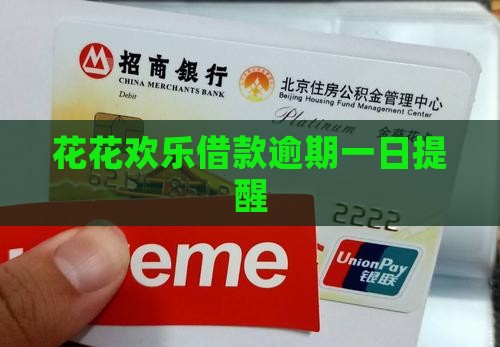 招商银行
CHINA MERCHANTS BANK
Debit
北京住房公积金管理中心
Beijing Housing Fund Management Center
Platinum
花花欢乐借款逾期一日提
醒
2222
eme
UnionPay
银联